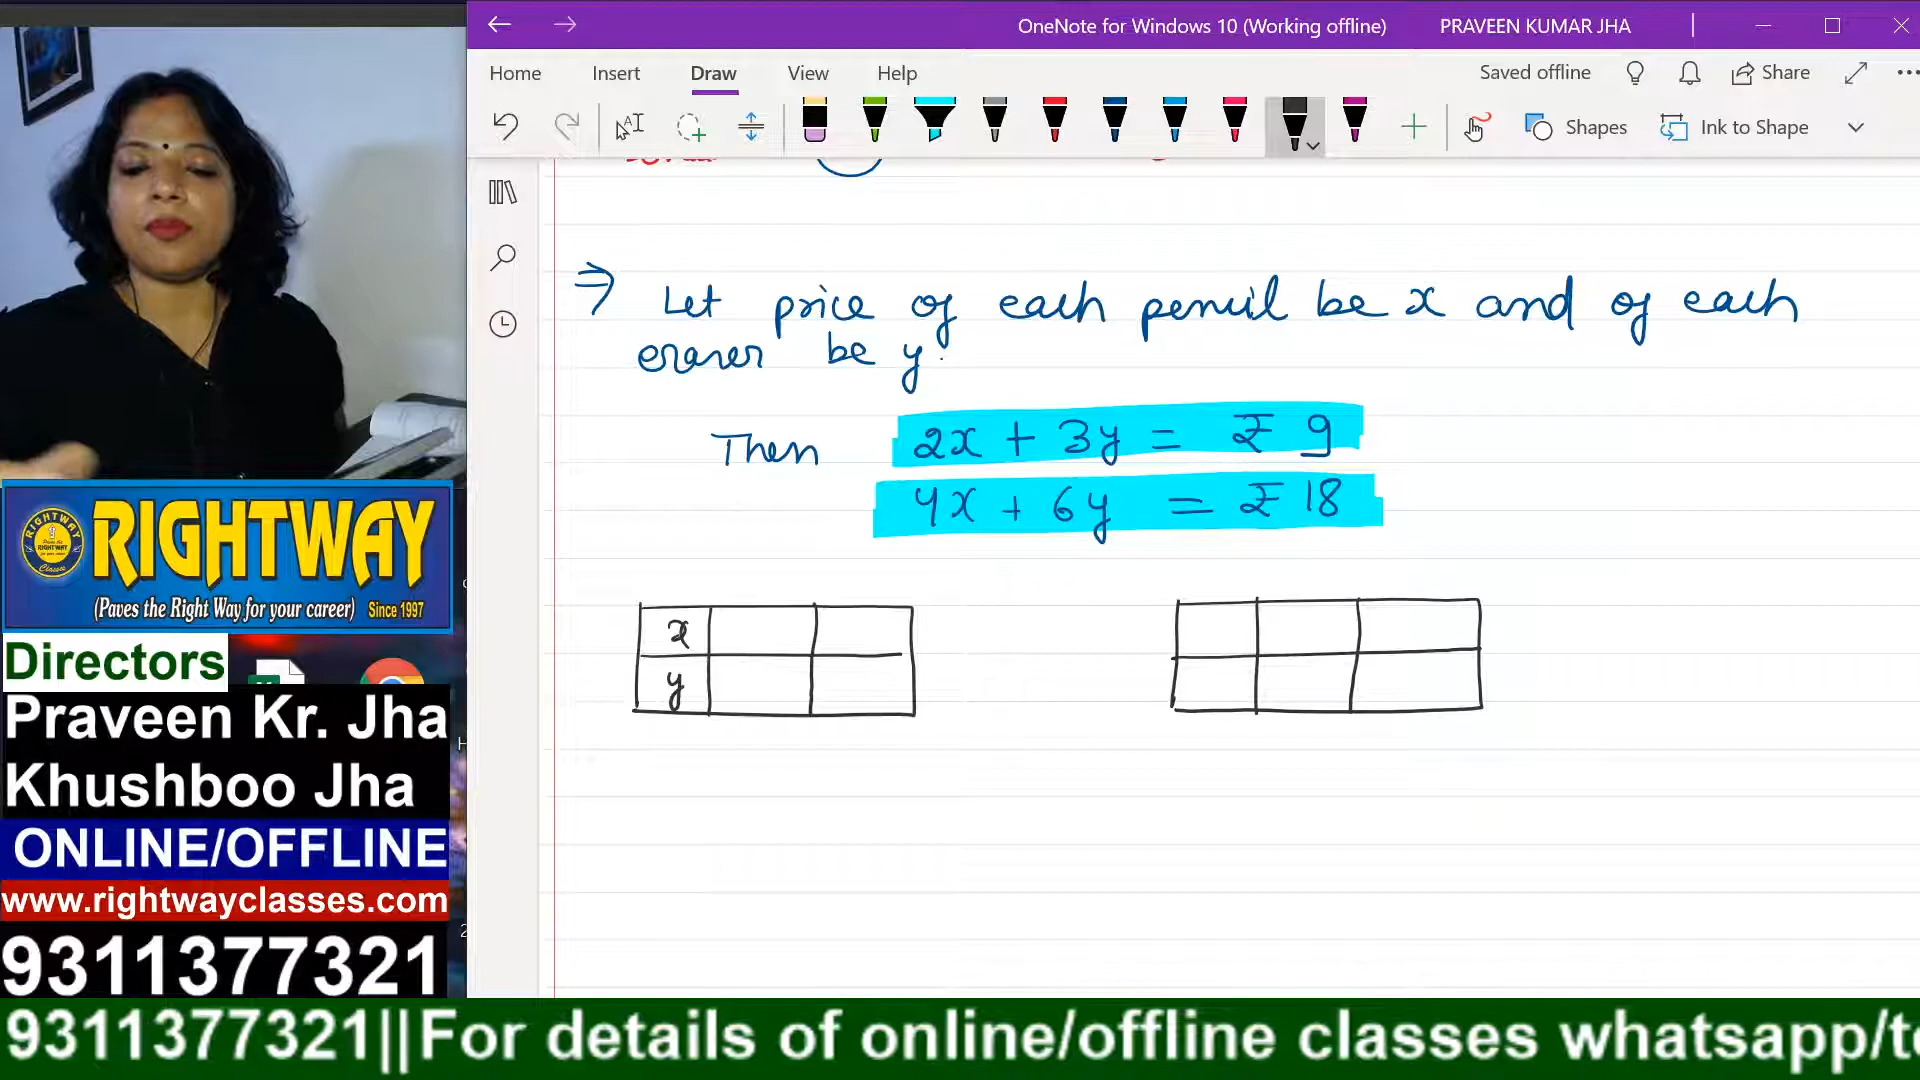 OneNote for Windows 10 (Working offline) PRAVEEN KUMAR JHA
Home Insert Draw View Help Saved offline Share
Shapes Ink to Shape
⇒ Let price of each pencil be x and of each
eraser be y.
Then 2x + 3y = ₹ 9
4x + 6y = ₹ 18
x
y
RIGHTWAY
RIGHTWAY
Classes
(Paves the Right Way for your career) Since 1997
Directors
Praveen Kr. Jha
Khushboo Jha
ONLINE/OFFLINE
www.rightwayclasses.com
9311377321
9311377321||For details of online/offline classes whatsapp/te